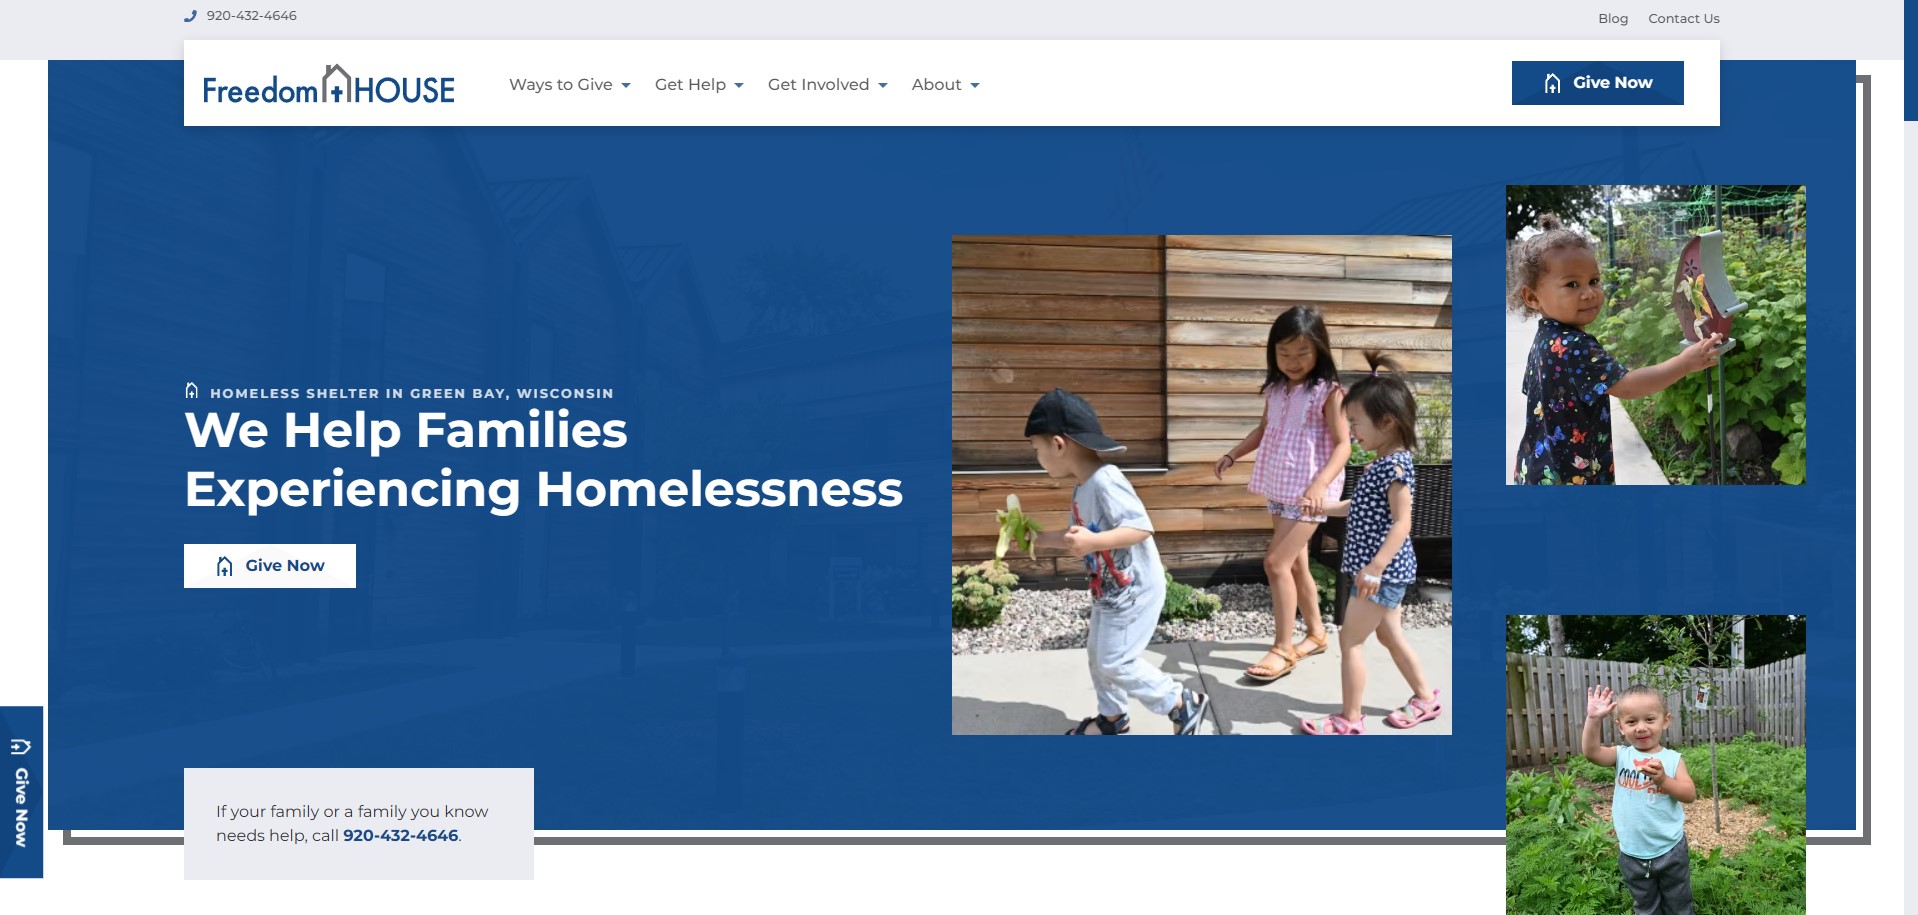 920-432-4646
Blog
Contact Us
Freedom HOUSE
Ways to Give
Get Help
Get Involved
About
Give Now
HOMELESS SHELTER IN GREEN BAY, WISCONSIN
We Help Families
Experiencing Homelessness
Give Now
Give Now
If your family or a family you know
needs help, call 920-432-4646.
COOL